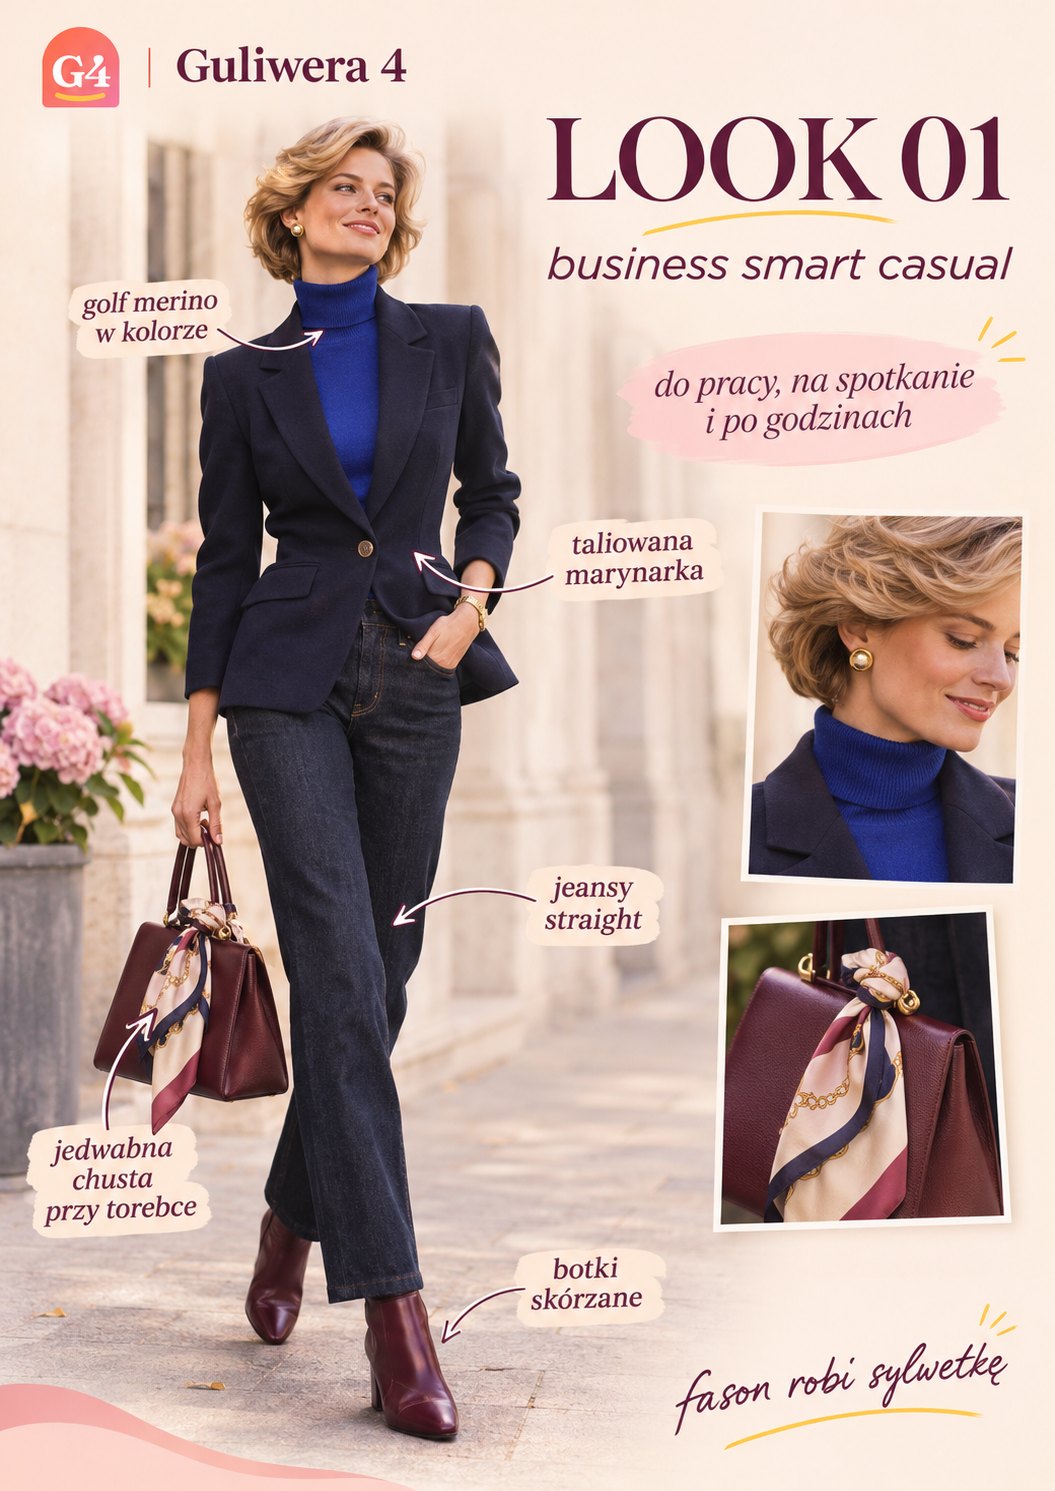 G4
Guliwera 4
LOOK 01
business smart casual
do pracy, na spotkanie
i po godzinach
golf merino
w kolorze
taliowana
marynarka
jeansy
straight
jedwabna
chusta
przy torebce
botki
skórzane
fason robi sylwetkę